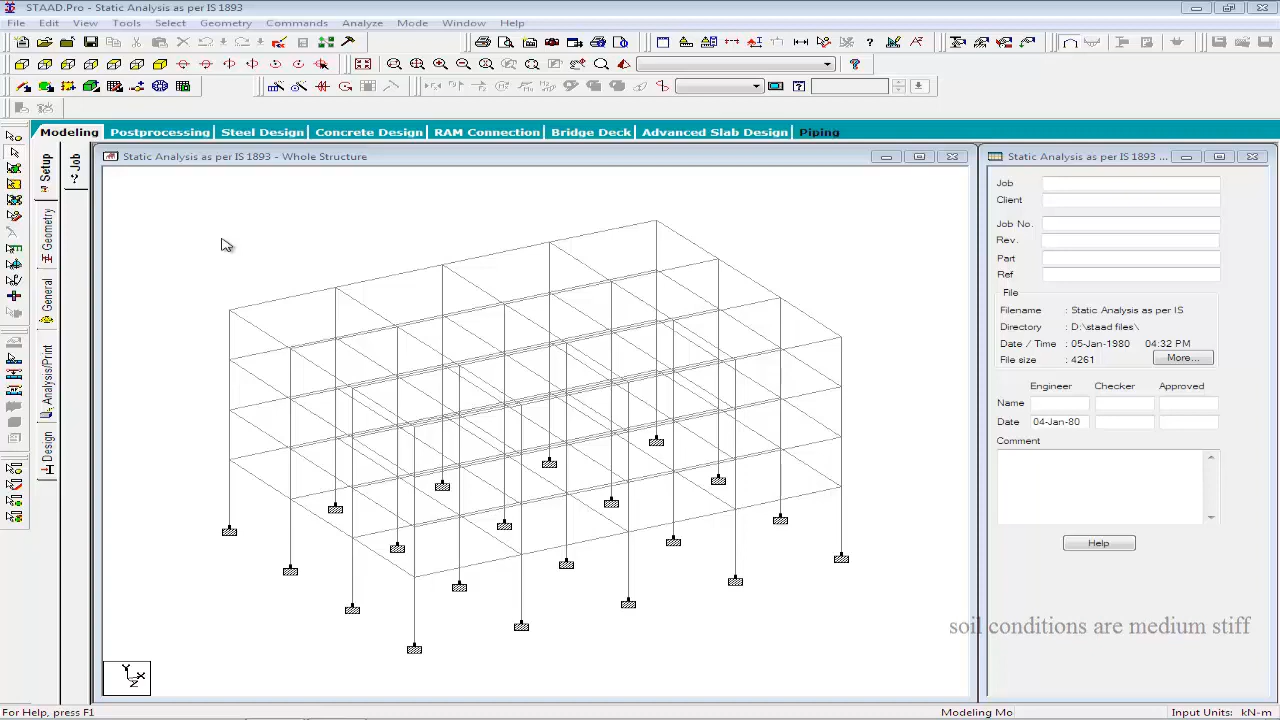 STAAD.Pro - Static Analysis as per IS 1893
File Edit View Tools Select Geometry Commands Analyze Mode Window Help
Modeling Postprocessing Steel Design Concrete Design RAM Connection Bridge Deck Advanced Slab Design Piping
Setup
Geometry
General
Analysis/Print
Design
? Job
Static Analysis as per IS 1893 - Whole Structure
Y
X
Z
Static Analysis as per IS 1893 ...
Job
Client
Job No.
Rev.
Part
Ref
File
Filename : Static Analysis as per IS
Directory : D:\staad files\
Date / Time : 05-Jan-1980 04:32 PM
File size : 4261 More...
Engineer Checker Approved
Name
Date 04-Jan-80
Comment
Help
soil conditions are medium stiff
For Help, press F1 Modeling Mo Input Units: kN-m